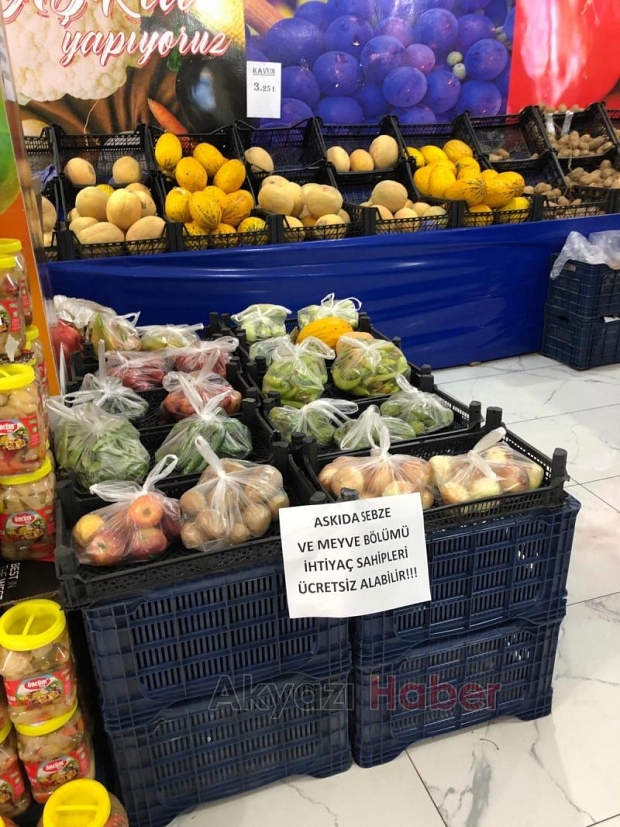 yapıyoruz
KAVUN
3.25₺
ASKIDA SEBZE
VE MEYVE BÖLÜMÜ
İHTİYAÇ SAHİPLERİ
ÜCRETSİZ ALABİLİR!!!
Akyazı Haber